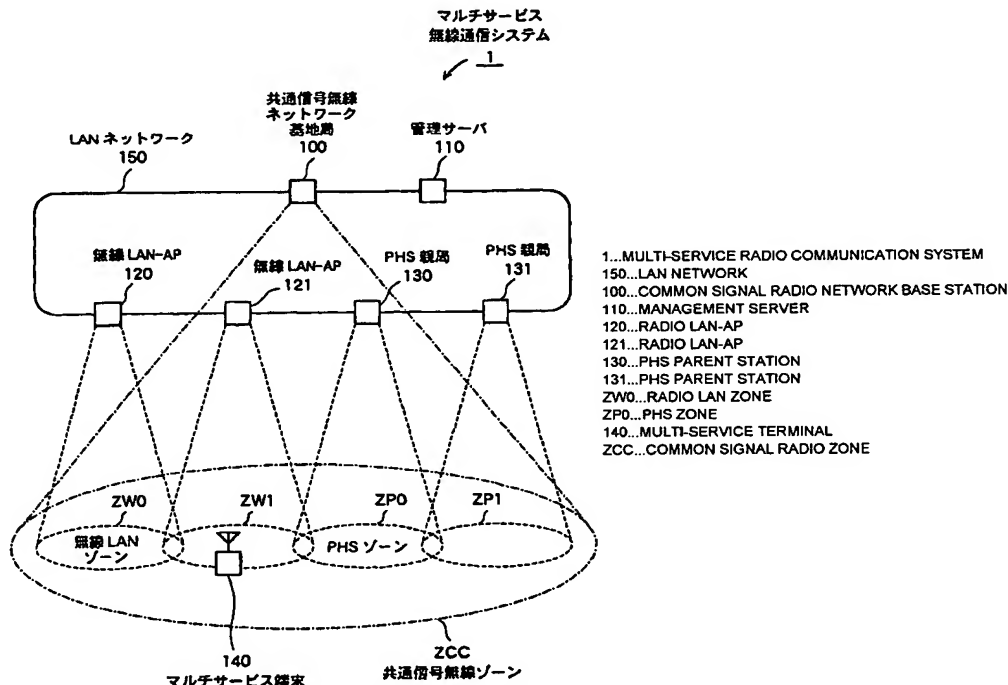 マルチサービス
無線通信システム
1
共通信号無線
ネットワーク
基地局
100
管理サーバ
110
LAN ネットワーク
150
無線 LAN-AP
120
無線 LAN-AP
121
PHS 親局
130
PHS 親局
131
1...MULTI-SERVICE RADIO COMMUNICATION SYSTEM
150...LAN NETWORK
100...COMMON SIGNAL RADIO NETWORK BASE STATION
110...MANAGEMENT SERVER
120...RADIO LAN-AP
121...RADIO LAN-AP
130...PHS PARENT STATION
131...PHS PARENT STATION
ZW0...RADIO LAN ZONE
ZP0...PHS ZONE
140...MULTI-SERVICE TERMINAL
ZCC...COMMON SIGNAL RADIO ZONE
ZW0
ZW1
ZP0
ZP1
無線 LAN
ゾーン
PHS ゾーン
140
マルチサービス端末
ZCC
共通信号無線ゾーン